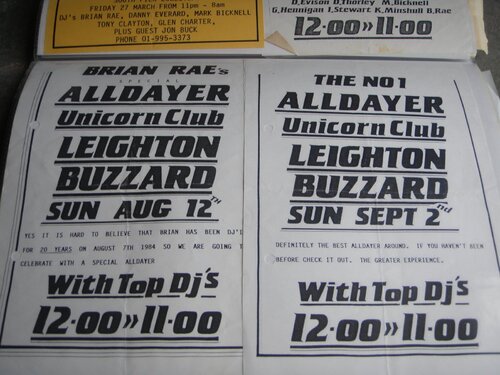 FRIDAY 27 MARCH from 11pm - 8am
DJ's BRIAN RAE, DANNY EVERARD, MARK BICKNELL
TONY CLAYTON, GLEN CHARTER,
PLUS GUEST JON BUCK
PHONE 01-995-3373
D,Evison D,Thorley M,Bicknell
G,Hennigan I,Stewart K,Minshull B,Rae
12·00»11·00
BRIAN RAE's
SPECIAL
ALLDAYER
Unicorn Club
LEIGHTON
BUZZARD
SUN AUG 12TH
YES IT IS HARD TO BELIEVE THAT BRIAN HAS BEEN DJ'I
FOR 20 YEARS ON AUGUST 7th 1984 SO WE ARE GOING T
CELEBRATE WITH A SPECIAL ALLDAYER
With Top Dj's
12·00»11·00
THE NO1
ALLDAYER
Unicorn Club
LEIGHTON
BUZZARD
SUN SEPT 2nd
DEFINITELY THE BEST ALLDAYER AROUND. IF YOU HAVEN'T BEEN
BEFORE CHECK IT OUT. THE GREATER EXPERIENCE.
With Top Dj's
12·00»11·00